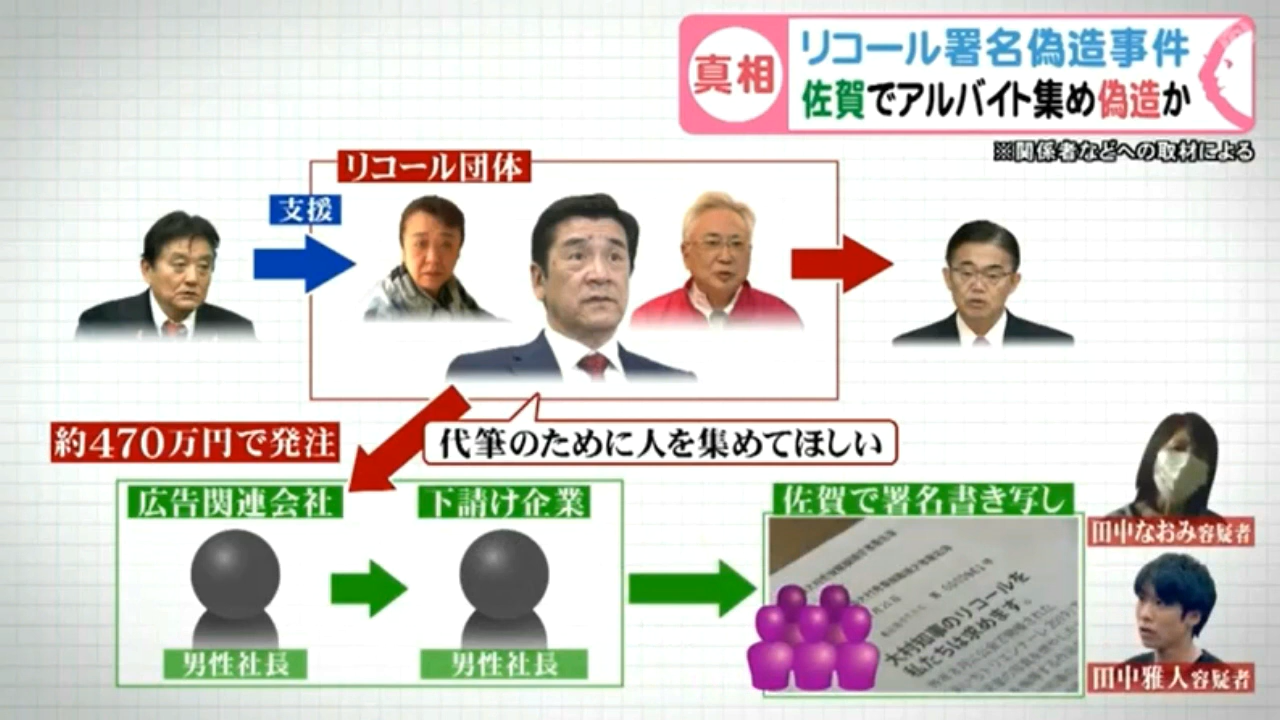 真相
リコール署名偽造事件
佐賀でアルバイト集め偽造か
※関係者などへの取材による
リコール団体
支援
約470万円で発注
代筆のために人を集めてほしい
広告関連会社
下請け企業
男性社長
男性社長
佐賀で署名書き写し
大村知事のリコールを
私たちは求めます。
田中なおみ容疑者
田中雅人容疑者